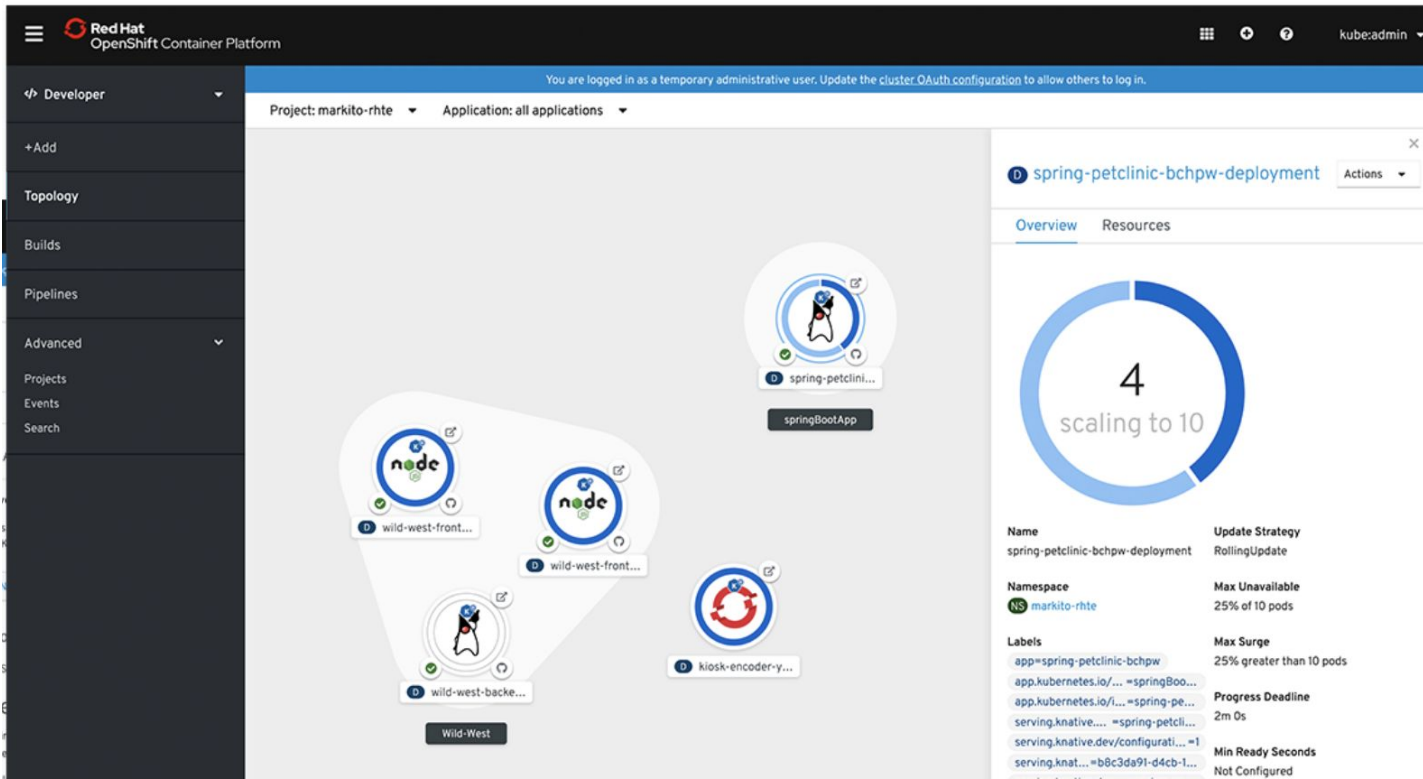 Red Hat
OpenShift Container Platform
kube:admin
You are logged in as a temporary administrative user. Update the cluster OAuth configuration to allow others to log in.
</> Developer
Project: markito-rhte
Application: all applications
+Add
Topology
Builds
Pipelines
Advanced
Projects
Events
Search
D spring-petclini...
springBootApp
node
JS
D wild-west-front...
node
JS
D wild-west-front...
D wild-west-backe...
Wild-West
D kiosk-encoder-y...
D spring-petclinic-bchpw-deployment
Actions
Overview
Resources
4
scaling to 10
Name
spring-petclinic-bchpw-deployment
Update Strategy
RollingUpdate
Namespace
NS markito-rhte
Max Unavailable
25% of 10 pods
Labels
app=spring-petclinic-bchpw
app.kubernetes.io/... =springBoo...
app.kubernetes.io/i... =spring-pe...
serving.knative.... =spring-petcli...
serving.knative.dev/configurati... =1
serving.knat... =b8c3da91-d4cb-1...
Max Surge
25% greater than 10 pods
Progress Deadline
2m 0s
Min Ready Seconds
Not Configured